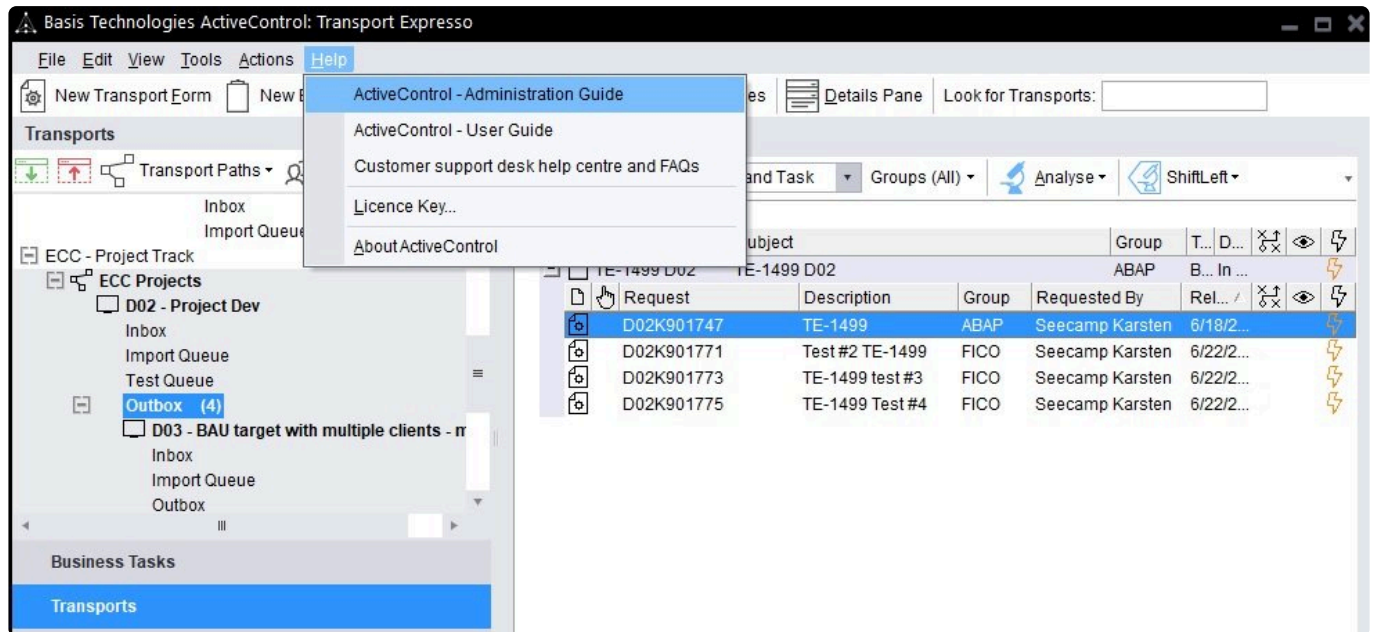 Basis Technologies ActiveControl: Transport Expresso
File Edit View Tools Actions Help
New Transport Form New es Details Pane Look for Transports:
ActiveControl - Administration Guide
ActiveControl - User Guide
Customer support desk help centre and FAQs
Licence Key...
About ActiveControl
Transports
Transport Paths and Task Groups (All) Analyse ShiftLeft
Inbox
Import Queue
ECC - Project Track
ECC Projects
D02 - Project Dev
Inbox
Import Queue
Test Queue
Outbox (4)
D03 - BAU target with multiple clients - m
Inbox
Import Queue
Outbox
Business Tasks
Transports
ubject Group T... D...
TE-1499 D02 TE-1499 D02 ABAP B... In ...
Request Description Group Requested By Rel...
D02K901747 TE-1499 ABAP Seecamp Karsten 6/18/2...
D02K901771 Test #2 TE-1499 FICO Seecamp Karsten 6/22/2...
D02K901773 TE-1499 test #3 FICO Seecamp Karsten 6/22/2...
D02K901775 TE-1499 Test #4 FICO Seecamp Karsten 6/22/2...